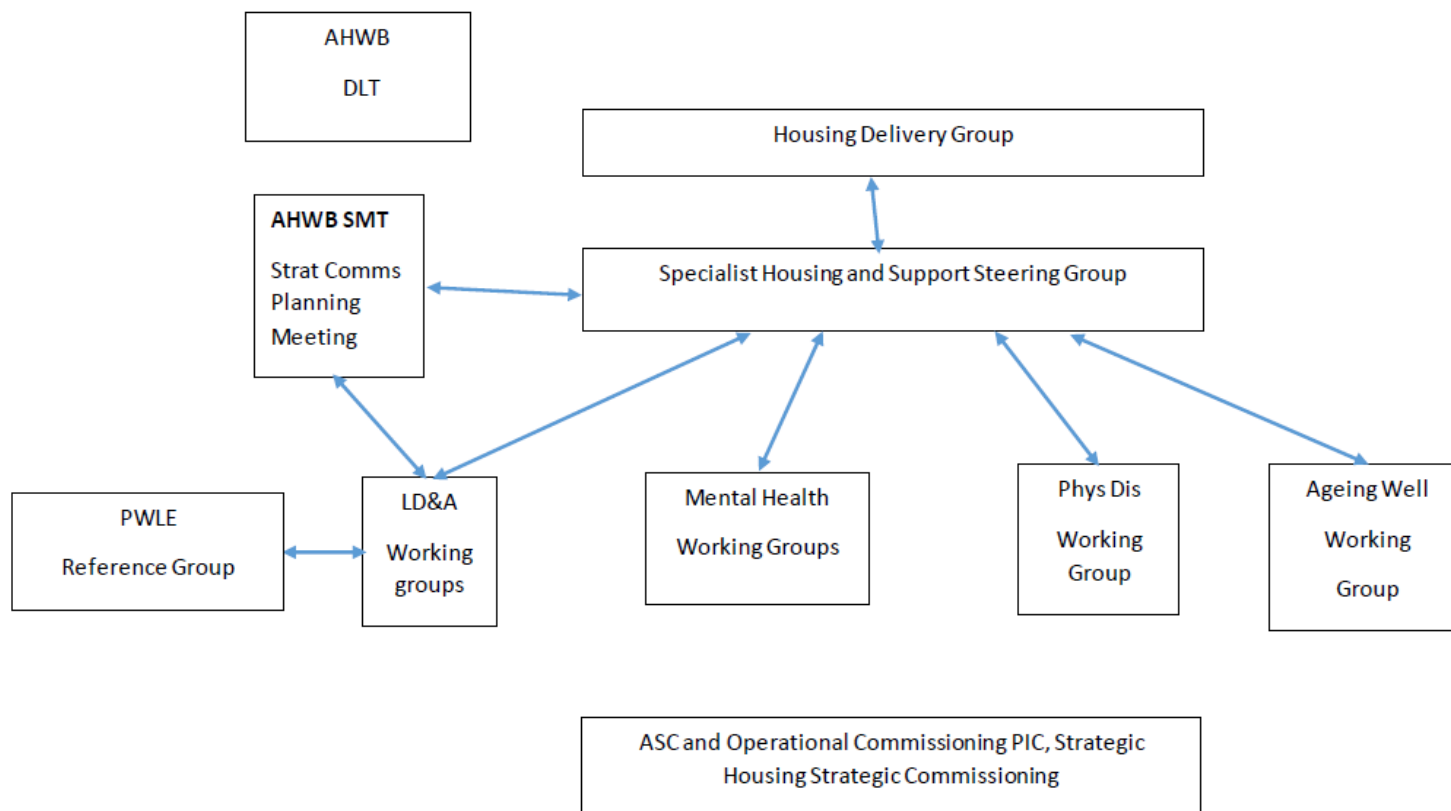 AHWB
DLT
Housing Delivery Group
AHWB SMT
Strat Comms
Planning
Meeting
Specialist Housing and Support Steering Group
PWLE
Reference Group
LD&A
Working
groups
Mental Health
Working Groups
Phys Dis
Working
Group
Ageing Well
Working
Group
ASC and Operational Commissioning PIC, Strategic
Housing Strategic Commissioning